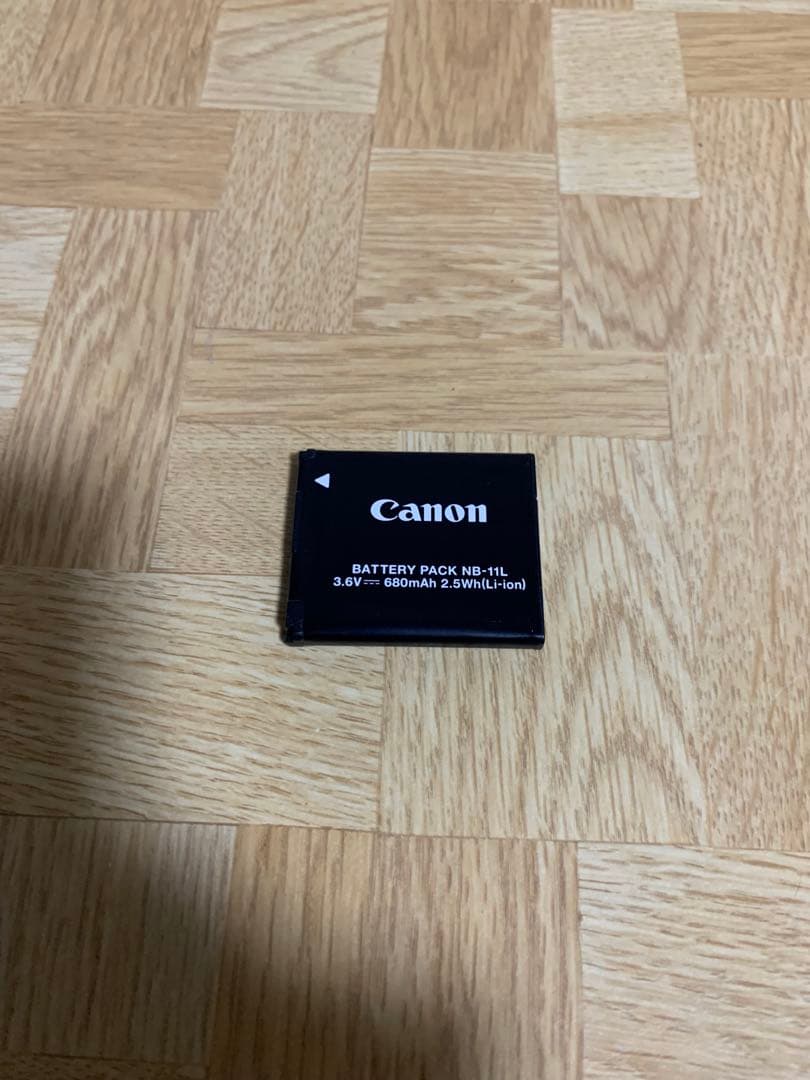 Canon
BATTERY PACK NB-11L
3.6V⎓ 680mAh 2.5Wh(Li-ion)